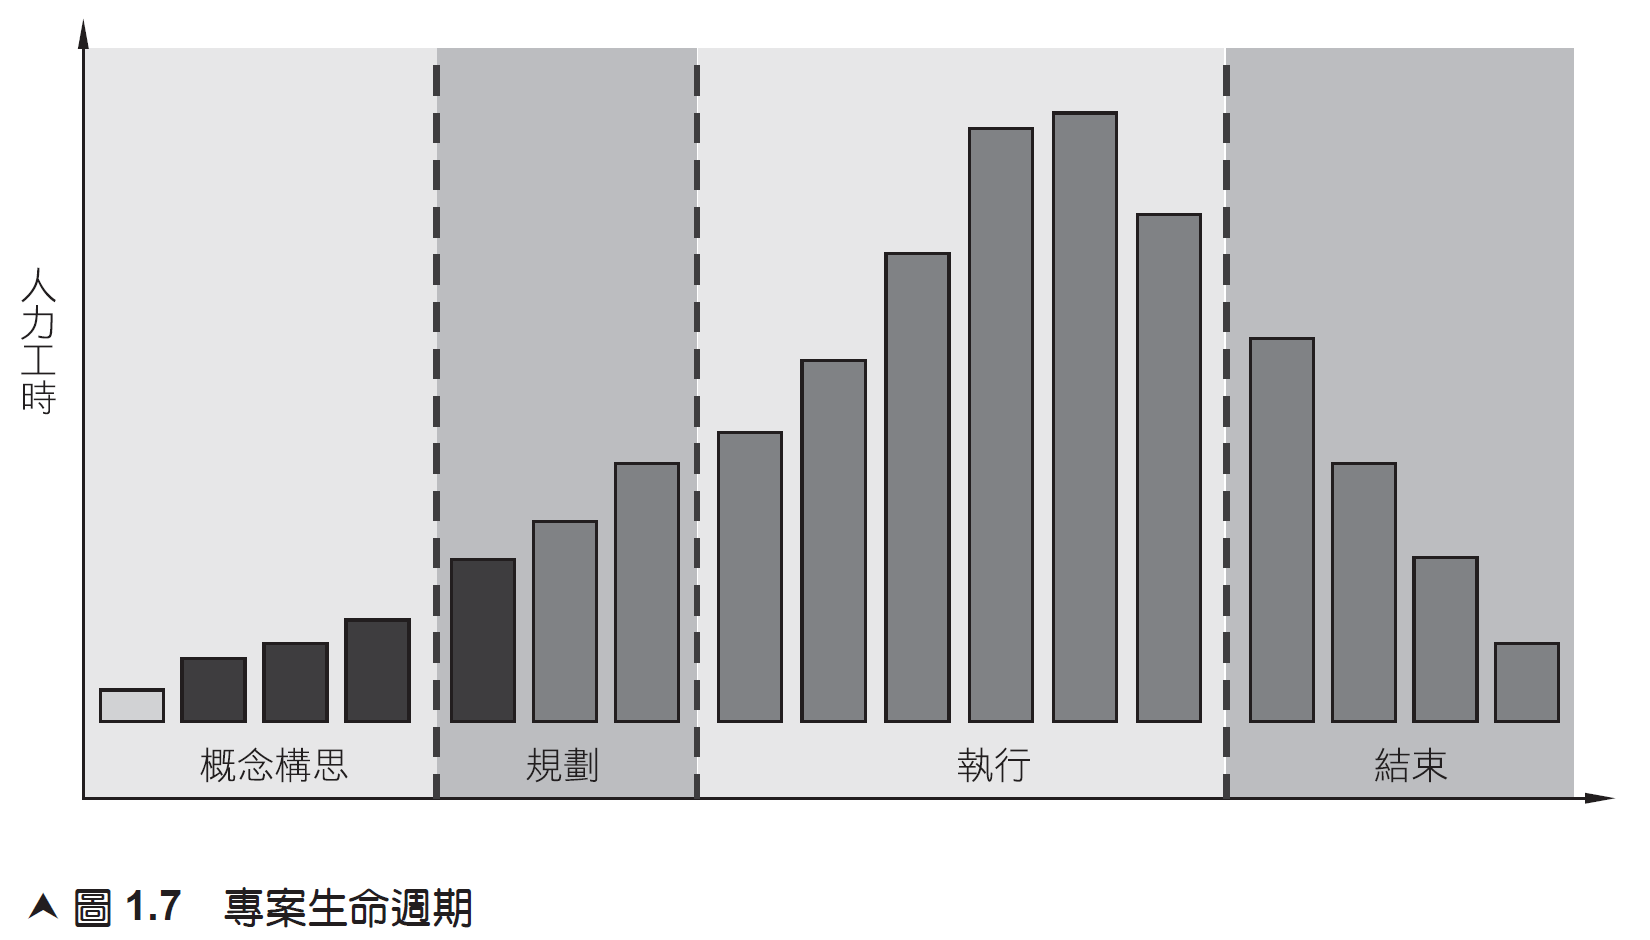 人力工時
概念構思
規劃
執行
結束
圖 1.7 專案生命週期